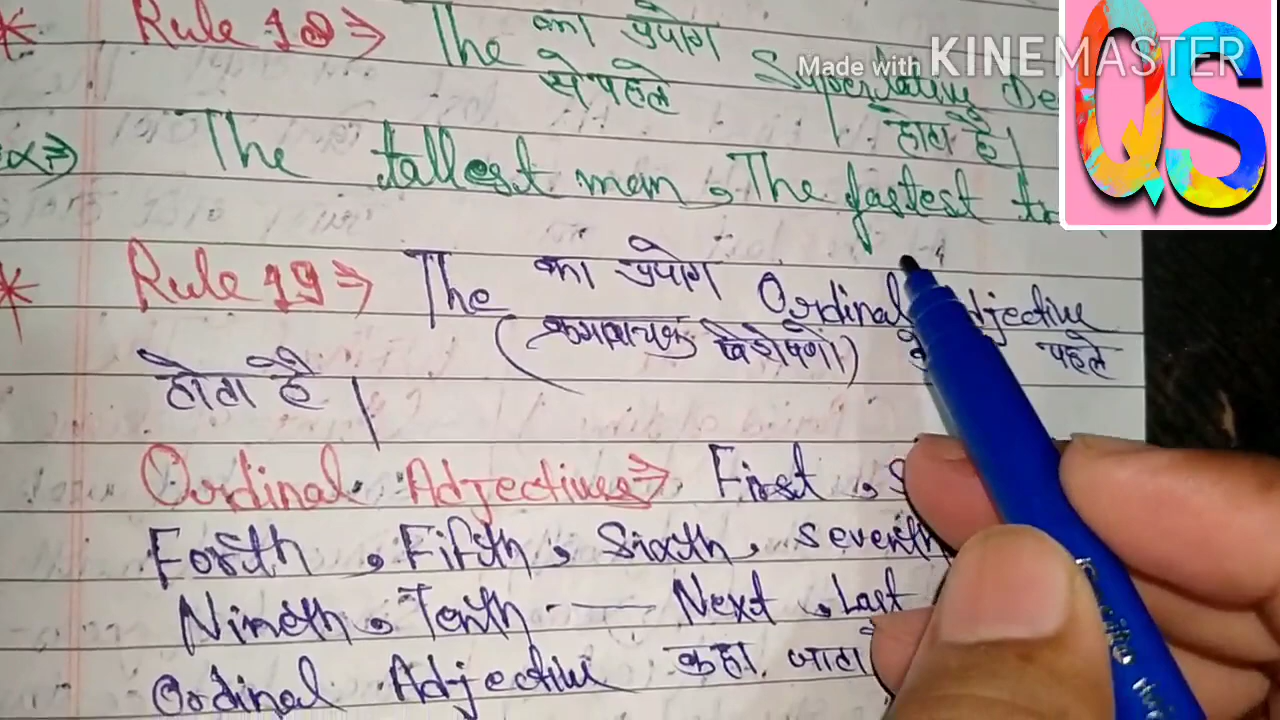 * Rule 18 ⇒ The का प्रयोग Superlative De
से पहले होता है।
Ex ⇒ The tallest man, The fastest
* Rule 19 ⇒ The का प्रयोग Ordinal Adjective
(क्रमवाचक विशेषणों) पहले
होता है।
Ordinal Adjectives ⇒ First, S
Forth, Fifth, Sixth, seventh
Nineth, Tenth — Next, Last
Ordinal Adjective कहा जाता
Made with KINEMASTER
QS